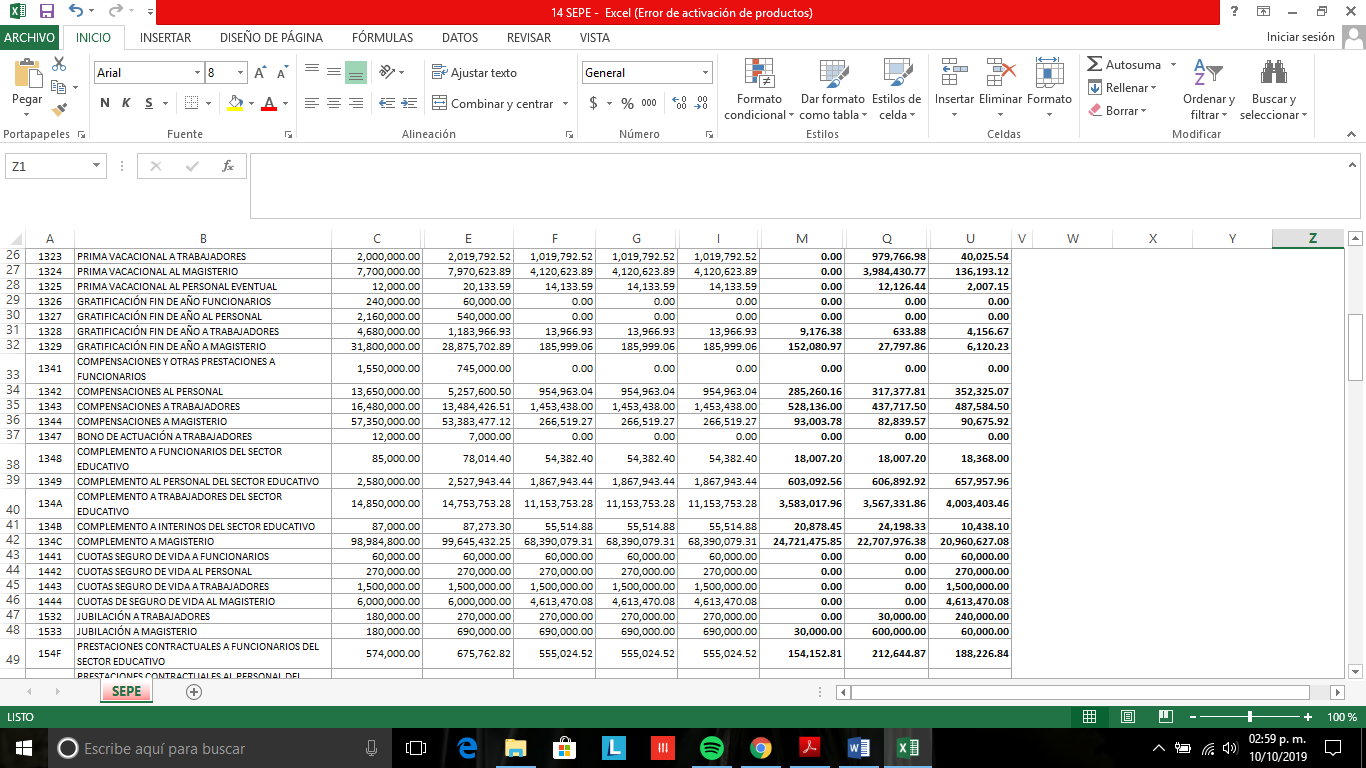 14 SEPE - Excel (Error de activación de productos)
ARCHIVO INICIO INSERTAR DISEÑO DE PÁGINA FÓRMULAS DATOS REVISAR VISTA Iniciar sesión
Pegar
Arial 8
N K S
Ajustar texto
Combinar y centrar
General
$ % 000
Formato condicional
Dar formato como tabla
Estilos de celda
Insertar Eliminar Formato
Autosuma
Rellenar
Borrar
Ordenar y filtrar
Buscar y seleccionar
Portapapeles Fuente Alineación Número Estilos Celdas Modificar
Z1 fx
A B C E F G I M Q U V W X Y Z
26 1323 PRIMA VACACIONAL A TRABAJADORES 2,000,000.00 2,019,792.52 1,019,792.52 1,019,792.52 1,019,792.52 0.00 979,766.98 40,025.54
27 1324 PRIMA VACACIONAL AL MAGISTERIO 7,700,000.00 7,970,623.89 4,120,623.89 4,120,623.89 4,120,623.89 0.00 3,984,430.77 136,193.12
28 1325 PRIMA VACACIONAL AL PERSONAL EVENTUAL 12,000.00 20,133.59 14,133.59 14,133.59 14,133.59 0.00 12,126.44 2,007.15
29 1326 GRATIFICACIÓN FIN DE AÑO FUNCIONARIOS 240,000.00 60,000.00 0.00 0.00 0.00 0.00 0.00 0.00
30 1327 GRATIFICACIÓN FIN DE AÑO AL PERSONAL 2,160,000.00 540,000.00 0.00 0.00 0.00 0.00 0.00 0.00
31 1328 GRATIFICACIÓN FIN DE AÑO A TRABAJADORES 4,680,000.00 1,183,966.93 13,966.93 13,966.93 13,966.93 9,176.38 633.88 4,156.67
32 1329 GRATIFICACIÓN FIN DE AÑO A MAGISTERIO 31,800,000.00 28,875,702.89 185,999.06 185,999.06 185,999.06 152,080.97 27,797.86 6,120.23
33 1341 COMPENSACIONES Y OTRAS PRESTACIONES A FUNCIONARIOS 1,550,000.00 745,000.00 0.00 0.00 0.00 0.00 0.00 0.00
34 1342 COMPENSACIONES AL PERSONAL 13,650,000.00 5,257,600.50 954,963.04 954,963.04 954,963.04 285,260.16 317,377.81 352,325.07
35 1343 COMPENSACIONES A TRABAJADORES 16,480,000.00 13,484,426.51 1,453,438.00 1,453,438.00 1,453,438.00 528,136.00 437,717.50 487,584.50
36 1344 COMPENSACIONES A MAGISTERIO 57,350,000.00 53,383,477.12 266,519.27 266,519.27 266,519.27 93,003.78 82,839.57 90,675.92
37 1347 BONO DE ACTUACIÓN A TRABAJADORES 12,000.00 7,000.00 0.00 0.00 0.00 0.00 0.00 0.00
38 1348 COMPLEMENTO A FUNCIONARIOS DEL SECTOR EDUCATIVO 85,000.00 78,014.40 54,382.40 54,382.40 54,382.40 18,007.20 18,007.20 18,368.00
39 1349 COMPLEMENTO AL PERSONAL DEL SECTOR EDUCATIVO 2,580,000.00 2,527,943.44 1,867,943.44 1,867,943.44 1,867,943.44 603,092.56 606,892.92 657,957.96
40 134A COMPLEMENTO A TRABAJADORES DEL SECTOR EDUCATIVO 14,850,000.00 14,753,753.28 11,153,753.28 11,153,753.28 11,153,753.28 3,583,017.96 3,567,331.86 4,003,403.46
41 134B COMPLEMENTO A INTERINOS DEL SECTOR EDUCATIVO 87,000.00 87,273.30 55,514.88 55,514.88 55,514.88 20,878.45 24,198.33 10,438.10
42 134C COMPLEMENTO A MAGISTERIO 98,984,800.00 99,645,432.25 68,390,079.31 68,390,079.31 68,390,079.31 24,721,475.85 22,707,976.38 20,960,627.08
43 1441 CUOTAS SEGURO DE VIDA A FUNCIONARIOS 60,000.00 60,000.00 60,000.00 60,000.00 60,000.00 0.00 0.00 60,000.00
44 1442 CUOTAS SEGURO DE VIDA AL PERSONAL 270,000.00 270,000.00 270,000.00 270,000.00 270,000.00 0.00 0.00 270,000.00
45 1443 CUOTAS SEGURO DE VIDA A TRABAJADORES 1,500,000.00 1,500,000.00 1,500,000.00 1,500,000.00 1,500,000.00 0.00 0.00 1,500,000.00
46 1444 CUOTAS DE SEGURO DE VIDA AL MAGISTERIO 6,000,000.00 6,000,000.00 4,613,470.08 4,613,470.08 4,613,470.08 0.00 0.00 4,613,470.08
47 1532 JUBILACIÓN A TRABAJADORES 180,000.00 270,000.00 270,000.00 270,000.00 270,000.00 0.00 30,000.00 240,000.00
48 1533 JUBILACIÓN A MAGISTERIO 180,000.00 690,000.00 690,000.00 690,000.00 690,000.00 30,000.00 600,000.00 60,000.00
49 154F PRESTACIONES CONTRACTUALES A FUNCIONARIOS DEL SECTOR EDUCATIVO 574,000.00 675,762.82 555,024.52 555,024.52 555,024.52 154,152.81 212,644.87 188,226.84
PRESTACIONES CONTRACTUALES AL PERSONAL DEL
SEPE
LISTO 100 %
Escribe aquí para buscar
02:59 p. m.
10/10/2019